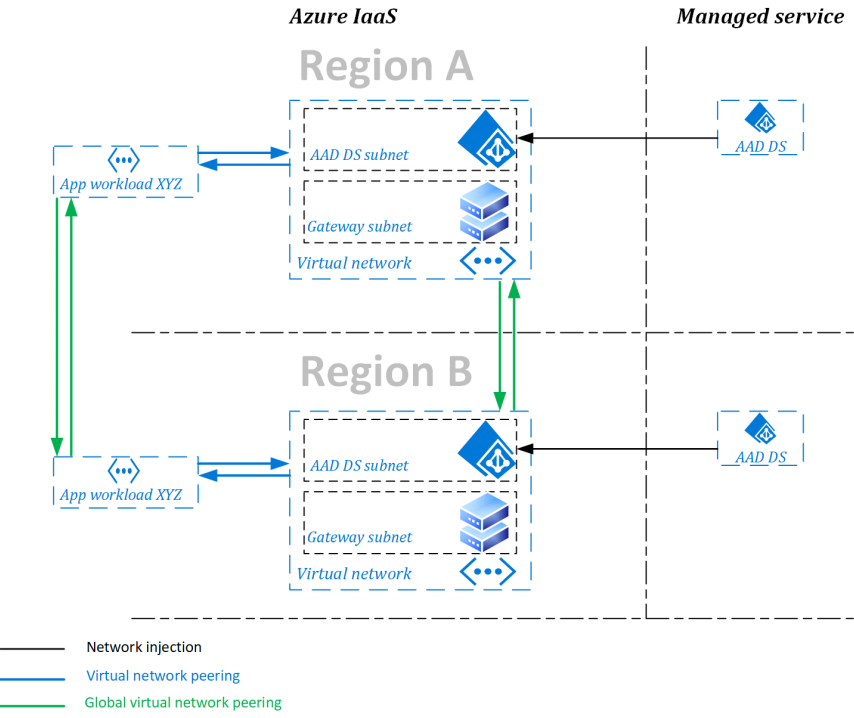 Azure IaaS
Managed service
Region A
AAD DS subnet
AAD DS
App workload XYZ
Gateway subnet
Virtual network
Region B
AAD DS subnet
AAD DS
App workload XYZ
Gateway subnet
Virtual network
Network injection
Virtual network peering
Global virtual network peering